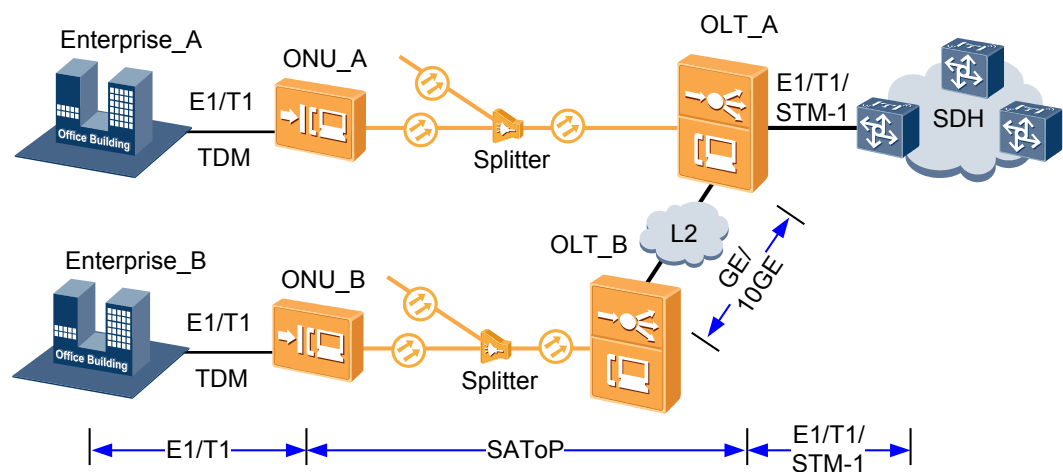 Enterprise_A
ONU_A
OLT_A
E1/T1
TDM
Office Building
Splitter
E1/T1/
STM-1
SDH
L2
GE/
10GE
Enterprise_B
ONU_B
OLT_B
E1/T1
TDM
Office Building
Splitter
E1/T1
SAToP
E1/T1/
STM-1